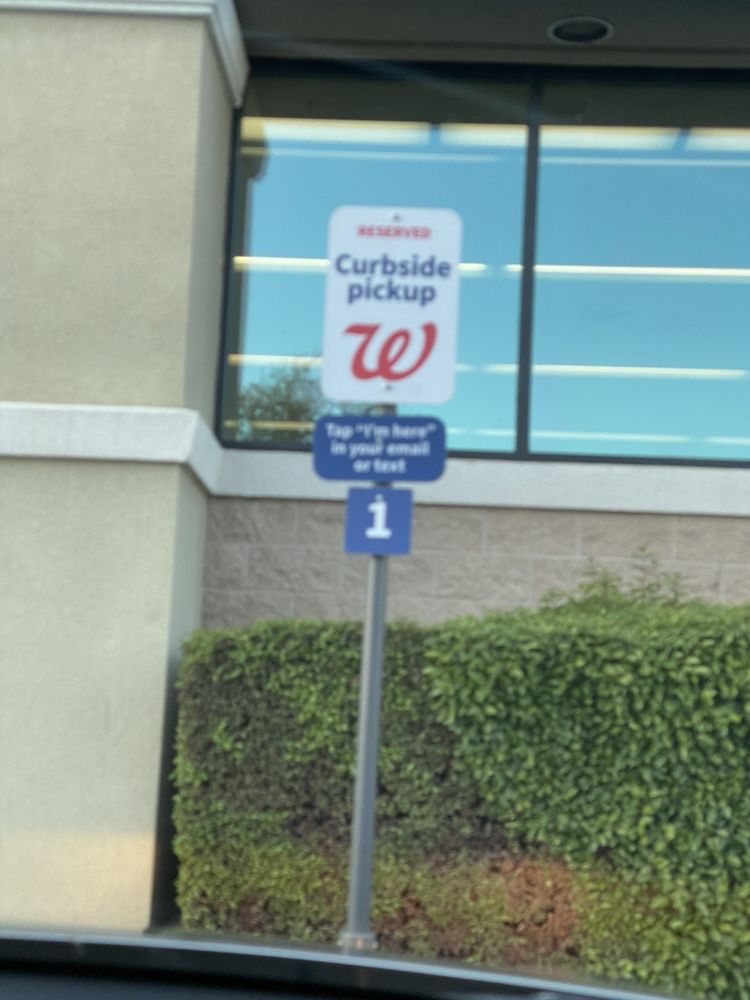 RESERVED
Curbside
pickup
W
Tap "I'm here"
in your email
or text
1